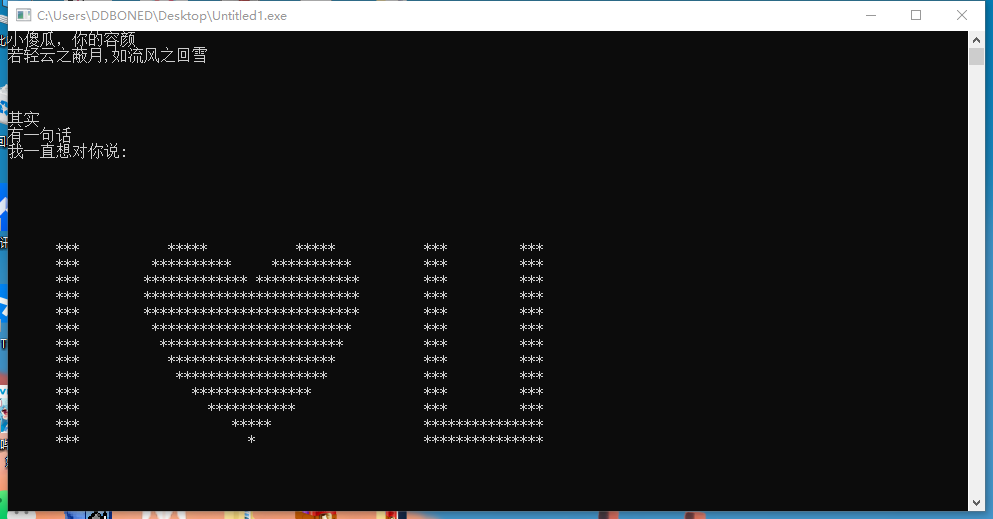 C:\Users\DDBONED\Desktop\Untitled1.exe
小傻瓜，你的容颜
若轻云之蔽月,如流风之回雪
其实
有一句话
我一直想对你说:
***           *****           *****           ***         ***
***         **********     **********         ***         ***
***        ************* *************        ***         ***
***        ***************************        ***         ***
***        ***************************        ***         ***
***         *************************         ***         ***
***          ***********************          ***         ***
***           *********************           ***         ***
***            *******************            ***         ***
***              ***************              ***         ***
***                ***********                ***         ***
***                   *****                   ***************
***                     *                     ***************